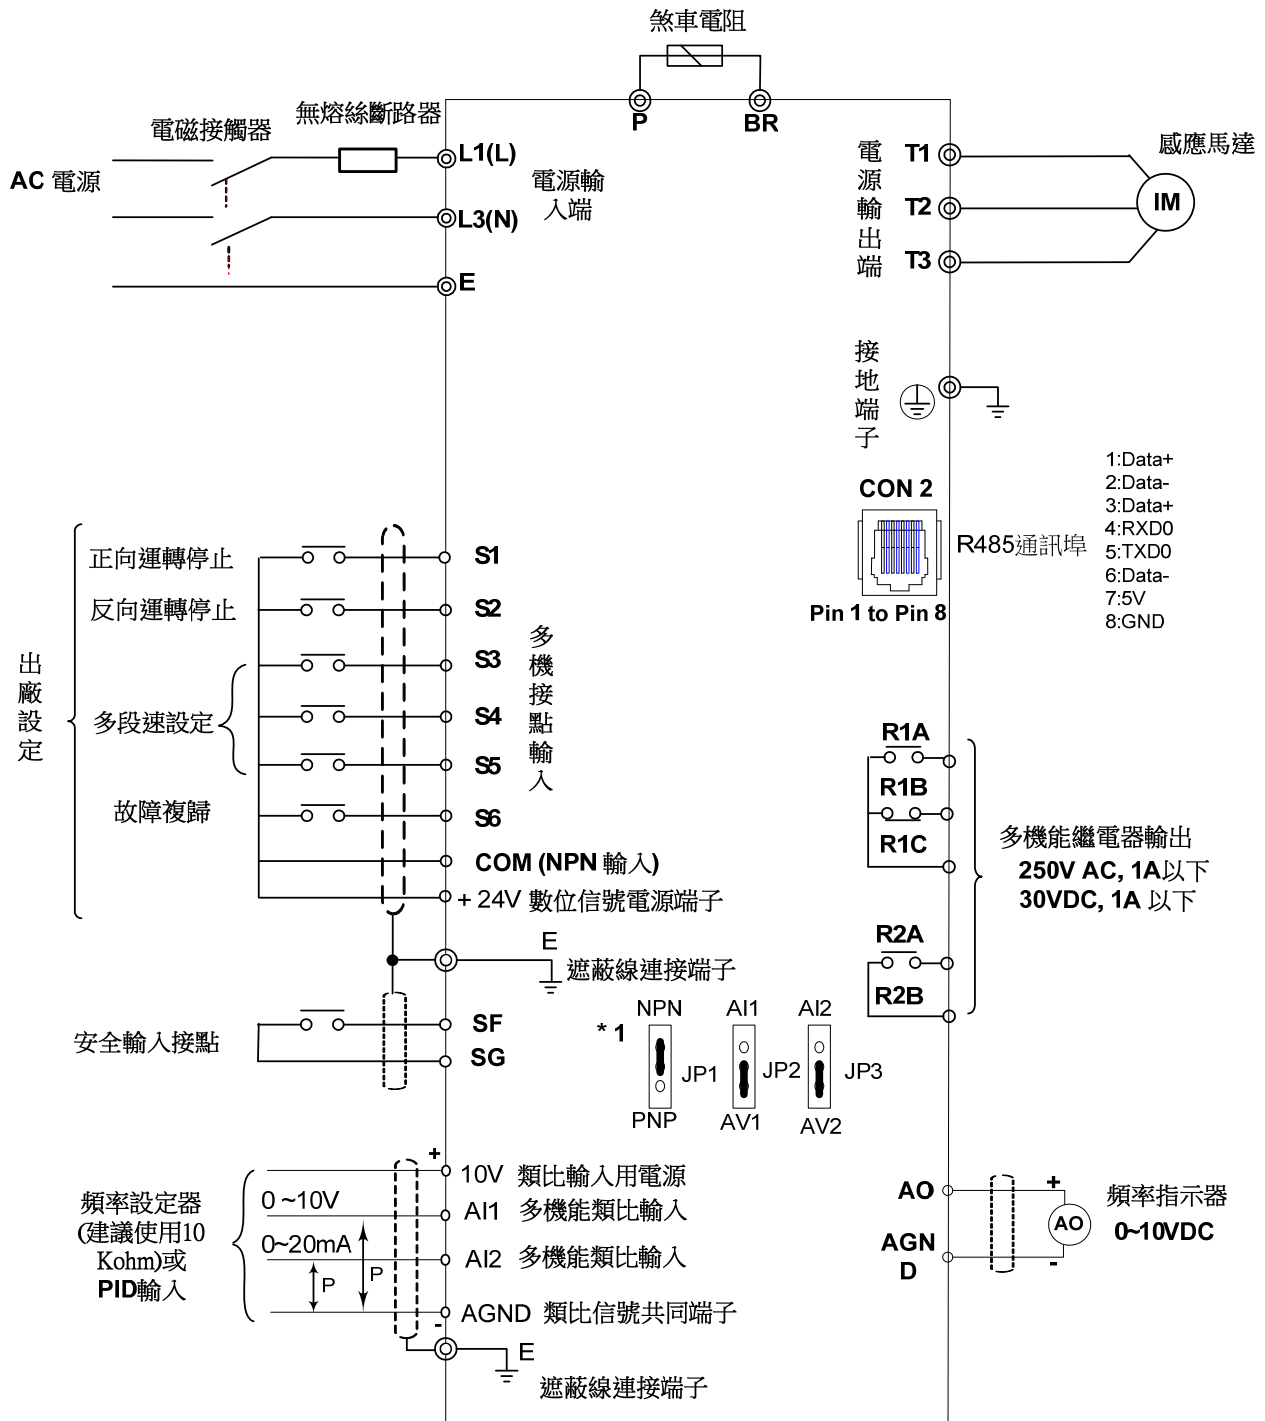 煞車電阻
P
BR
無熔絲斷路器
電磁接觸器
AC 電源
L1(L)
L3(N)
E
電源輸
入端
電源輸出端
T1
T2
T3
感應馬達
IM
接地端子
CON 2
Pin 1 to Pin 8
R485通訊埠
1:Data+
2:Data-
3:Data+
4:RXD0
5:TXD0
6:Data-
7:5V
8:GND
出廠設定
正向運轉停止
反向運轉停止
多段速設定
故障複歸
S1
S2
S3
S4
S5
S6
多機接點輸入
COM (NPN 輸入)
+ 24V 數位信號電源端子
E
遮蔽線連接端子
安全輸入接點
SF
SG
R1A
R1B
R1C
R2A
R2B
多機能繼電器輸出
250V AC, 1A以下
30VDC, 1A 以下
* 1
NPN
JP1
PNP
AI1
JP2
AV1
AI2
JP3
AV2
頻率設定器
(建議使用10
Kohm)或
PID輸入
0 ~10V
0~20mA
P
P
+
-
10V 類比輸入用電源
AI1 多機能類比輸入
AI2 多機能類比輸入
AGND 類比信號共同端子
E
遮蔽線連接端子
AO
AGN
D
+
AO
-
頻率指示器
0~10VDC